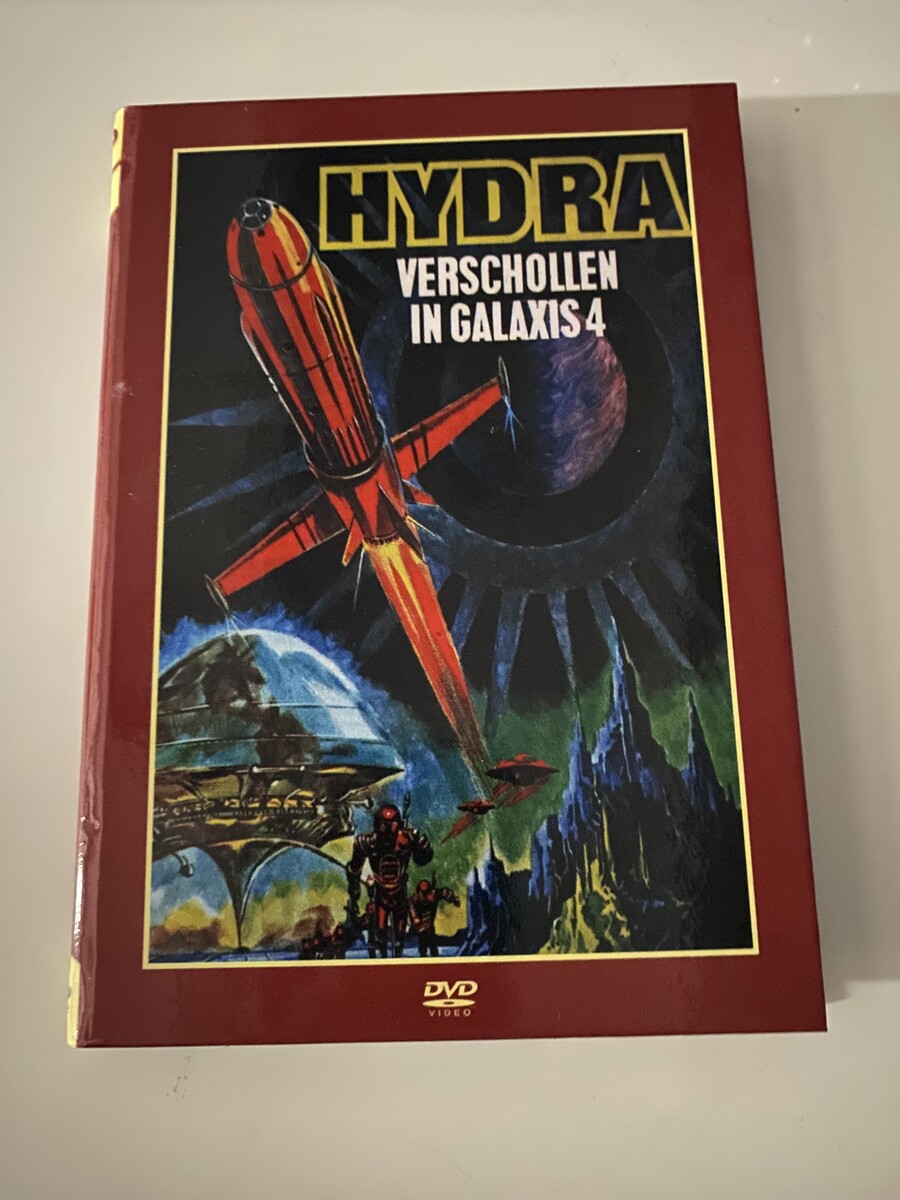 HYDRA
VERSCHOLLEN
IN GALAXIS 4
DVD
VIDEO